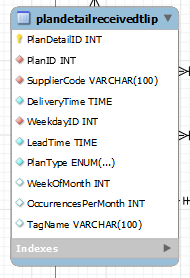 plandetailreceivedtlip
PlanDetailID INT
PlanID INT
SupplierCode VARCHAR(100)
DeliveryTime TIME
WeekdayID INT
LeadTime TIME
PlanType ENUM(...)
WeekOfMonth INT
OccurrencesPerMonth INT
TagName VARCHAR(100)
Indexes